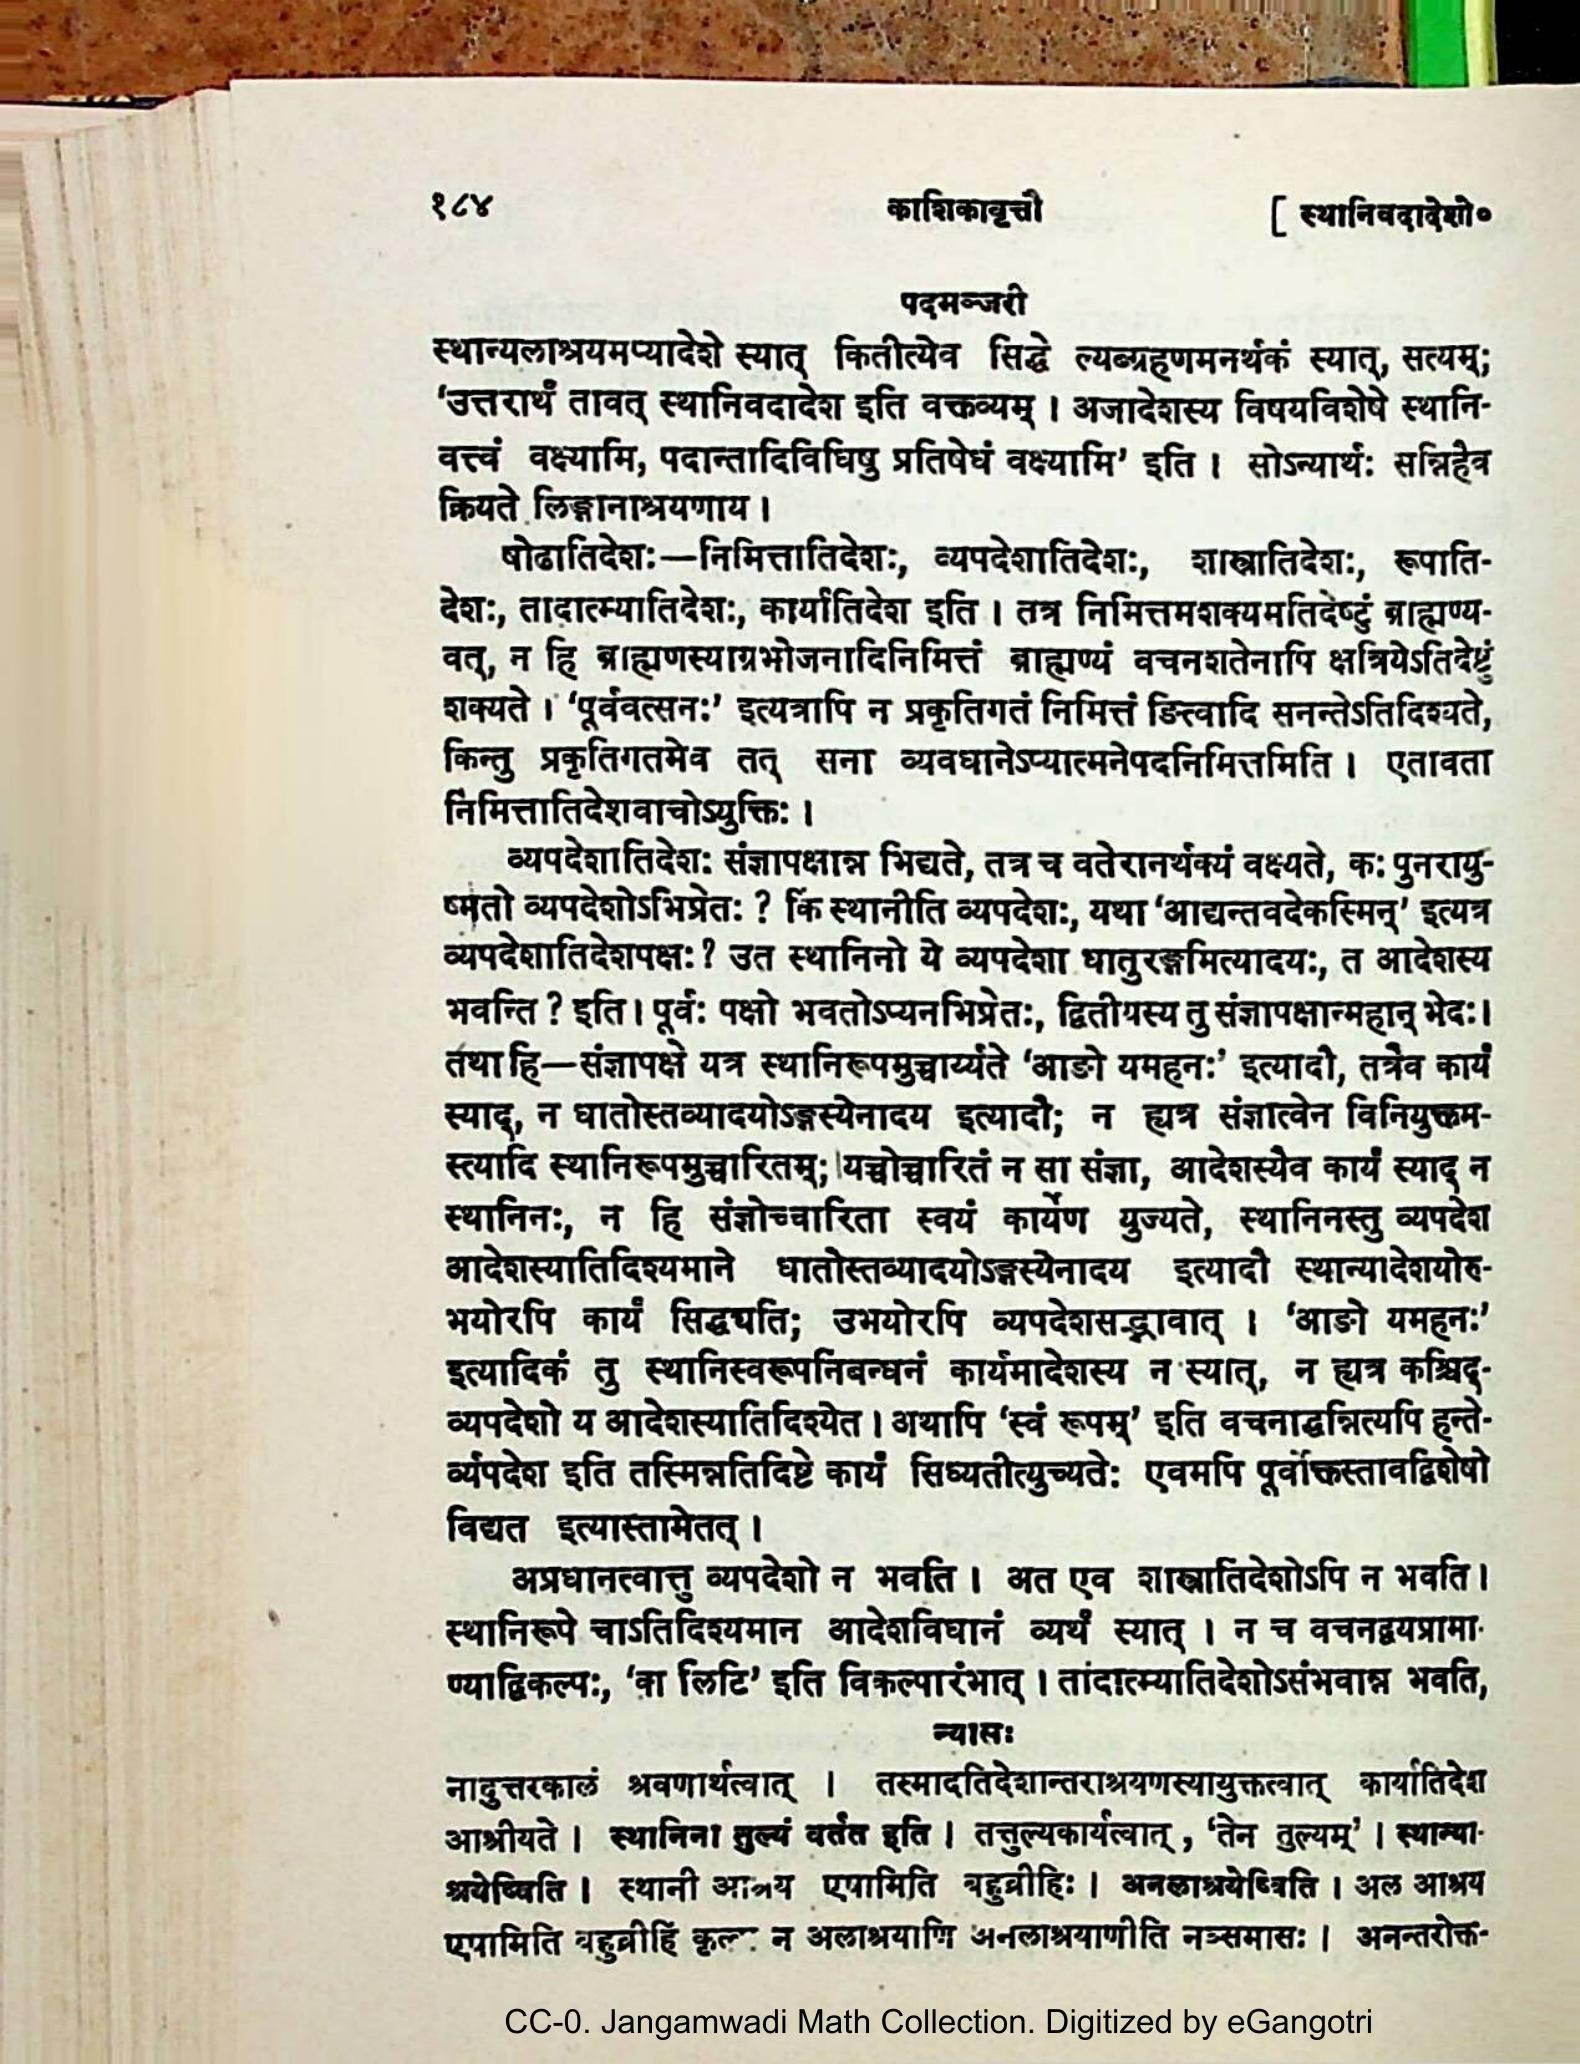 १८४ काशिकावृत्तौ [ स्थानिवदादेशो०
पदमञ्जरी
स्थान्यलाश्रयमप्यादेशे स्यात् कितीत्येव सिद्धे ल्यब्ग्रहणमनर्थकं स्यात्, सत्यम्;
‘उत्तरार्थं तावत् स्थानिवदादेश इति वक्तव्यम् । अजादेशस्य विषयविशेषे स्थानि-
वत्त्वं वक्ष्यामि, पदान्तादिविधिषु प्रतिषेधं वक्ष्यामि’ इति । सोऽन्यार्थः सन्निहैव
क्रियते लिङ्गानाश्रयणाय ।
षोढातिदेशः—निमित्तातिदेशः, व्यपदेशातिदेशः, शास्त्रातिदेशः, रूपाति-
देशः, तादात्म्यातिदेशः, कार्यातिदेश इति । तत्र निमित्तमशक्यमतिदेष्टुं ब्राह्मण्य-
वत्, न हि ब्राह्मणस्याग्रभोजनादिनिमित्तं ब्राह्मण्यं वचनशतेनापि क्षत्रियेऽतिदेष्टुं
शक्यते । ‘पूर्ववत्सनः’ इत्यत्रापि न प्रकृतिगतं निमित्तं ङित्वादि सनन्तेऽतिदिश्यते,
किन्तु प्रकृतिगतमेव तत् सना व्यवधानेऽप्यात्मनेपदनिमित्तमिति । एतावता
निमित्तातिदेशवाचोऽयुक्तिः ।
व्यपदेशातिदेशः संज्ञापक्षान्न भिद्यते, तत्र च वतेरानर्थक्यं वक्ष्यते, कः पुनरायु-
ष्मतो व्यपदेशोऽभिप्रेतः ? किं स्थानीति व्यपदेशः, यथा ‘आद्यन्तवदेकस्मिन्’ इत्यत्र
व्यपदेशातिदेशपक्षः ? उत स्थानिनो ये व्यपदेशा धातुरङ्गमित्यादयः, त आदेशस्य
भवन्ति ? इति । पूर्वः पक्षो भवतोऽप्यनभिप्रेतः, द्वितीयस्य तु संज्ञापक्षान्महान् भेदः ।
तथा हि—संज्ञापक्षे यत्र स्थानिरूपमुच्चार्य्यते ‘आङो यमहनः’ इत्यादौ, तत्रैव कार्यं
स्याद्, न धातोस्तव्यादयोऽङ्गस्येनादय इत्यादौ; न ह्यत्र संज्ञात्वेन विनियुक्तम-
स्त्यादि स्थानिरूपमुच्चारितम्; यच्चोच्चारितं न सा संज्ञा, आदेशस्यैव कार्यं स्याद् न
स्थानिनः, न हि संज्ञोच्चारिता स्वयं कार्येण युज्यते, स्थानिनस्तु व्यपदेश
आदेशस्यातिदिश्यमाने धातोस्तव्यादयोऽङ्गस्येनादय इत्यादौ स्थान्यादेशयोरु-
भयोरपि कार्यं सिद्ध्यति; उभयोरपि व्यपदेशसद्भावात् । ‘आङो यमहनः’
इत्यादिकं तु स्थानिस्वरूपनिबन्धनं कार्यमादेशस्य न स्यात्, न ह्यत्र कश्चिद्-
व्यपदेशो य आदेशस्यातिदिश्येत । अथापि ‘स्वं रूपम्’ इति वचनाद्धन्नित्यपि हन्ते-
र्व्यपदेश इति तस्मिन्नतिदिष्टे कार्यं सिध्यतीत्युच्यतेः एवमपि पूर्वोक्तस्तावद्विशेषो
विद्यत इत्यास्तामेतत् ।
अप्रधानत्वात्तु व्यपदेशो न भवति । अत एव शास्त्रातिदेशोऽपि न भवति ।
स्थानिरूपे चाऽतिदिश्यमान आदेशविधानं व्यर्थं स्यात् । न च वचनद्वयप्रामा-
ण्याद्विकल्पः, ‘वा लिटि’ इति विकल्पारंभात् । तादात्म्यातिदेशोऽसंभवान्न भवति,
न्यासः
नादुत्तरकालं श्रवणार्थत्वात् । तस्मादतिदेशान्तराश्रयणस्यायुक्तत्वात् कार्यातिदेश
आश्रीयते । स्थानिना तुल्यं वर्तत इति । तत्तुल्यकार्यत्वात् , ‘तेन तुल्यम्’ । स्थान्या-
श्रयेष्विति । स्थानी आश्रय एषामिति बहुव्रीहिः । अनलाश्रयेष्विति । अल आश्रय
एषामिति बहुव्रीहिं न अलाश्रयाणि अनलाश्रयाणीति नञ्समासः । अनन्तरोक्त-
CC-0. Jangamwadi Math Collection. Digitized by eGangotri